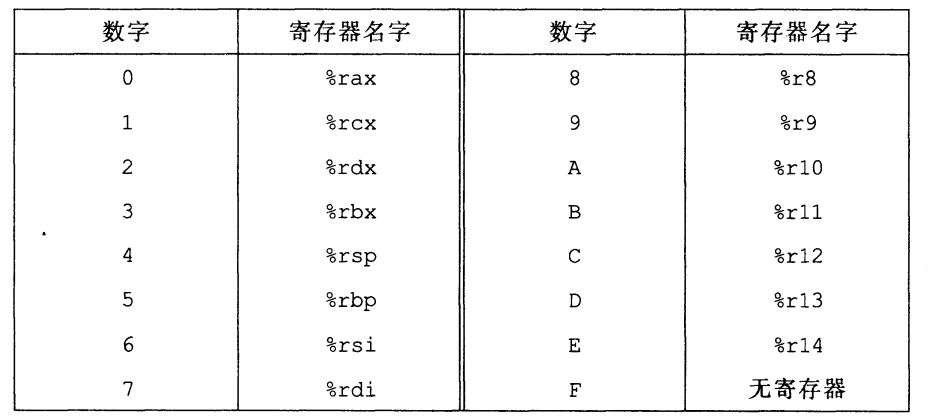 数字 寄存器名字 数字 寄存器名字
0 %rax 8 %r8
1 %rcx 9 %r9
2 %rdx A %r10
3 %rbx B %r11
4 %rsp C %r12
5 %rbp D %r13
6 %rsi E %r14
7 %rdi F 无寄存器